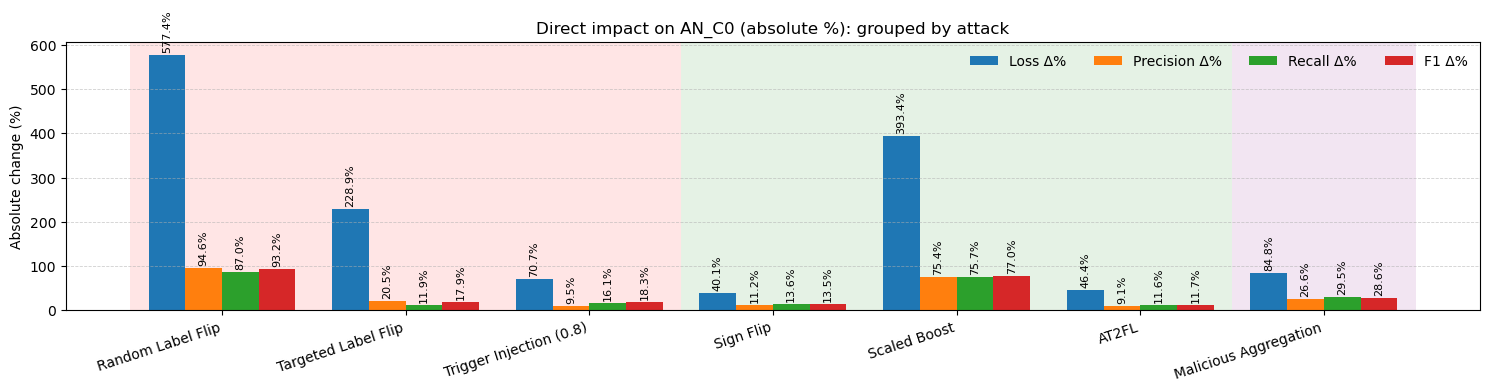 Direct impact on AN_C0 (absolute %): grouped by attack
Loss Δ% Precision Δ% Recall Δ% F1 Δ%
Absolute change (%)
600
500
400
300
200
100
0
577.4% 94.6% 87.0% 93.2%
228.9% 20.5% 11.9% 17.9%
70.7% 9.5% 16.1% 18.3%
40.1% 11.2% 13.6% 13.5%
393.4% 75.4% 75.7% 77.0%
46.4% 9.1% 11.6% 11.7%
84.8% 26.6% 29.5% 28.6%
Random Label Flip
Targeted Label Flip
Trigger Injection (0.8)
Sign Flip
Scaled Boost
AT2FL
Malicious Aggregation